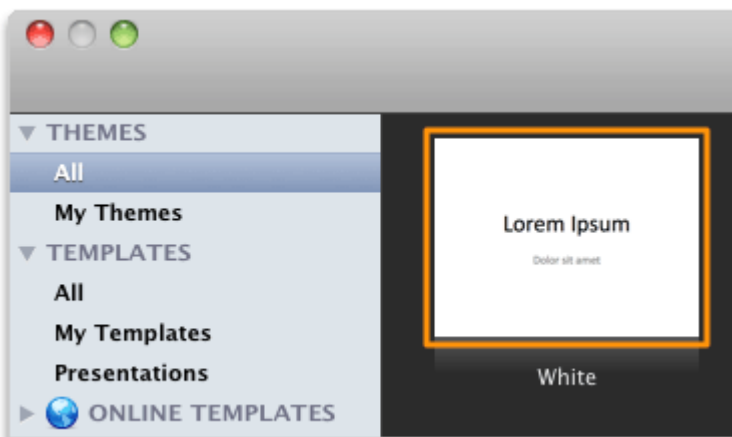 THEMES
All
My Themes
TEMPLATES
All
My Templates
Presentations
ONLINE TEMPLATES
Lorem Ipsum
Dolor sit amet
White